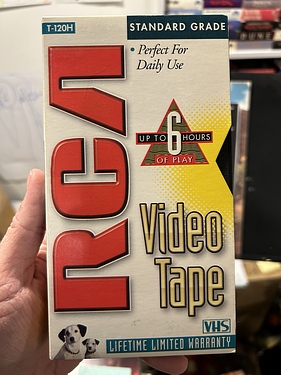 T-120H STANDARD GRADE
• Perfect For
Daily Use
RCA
UP TO 6 HOURS
OF PLAY
Video
Tape
VHS
LIFETIME LIMITED WARRANTY